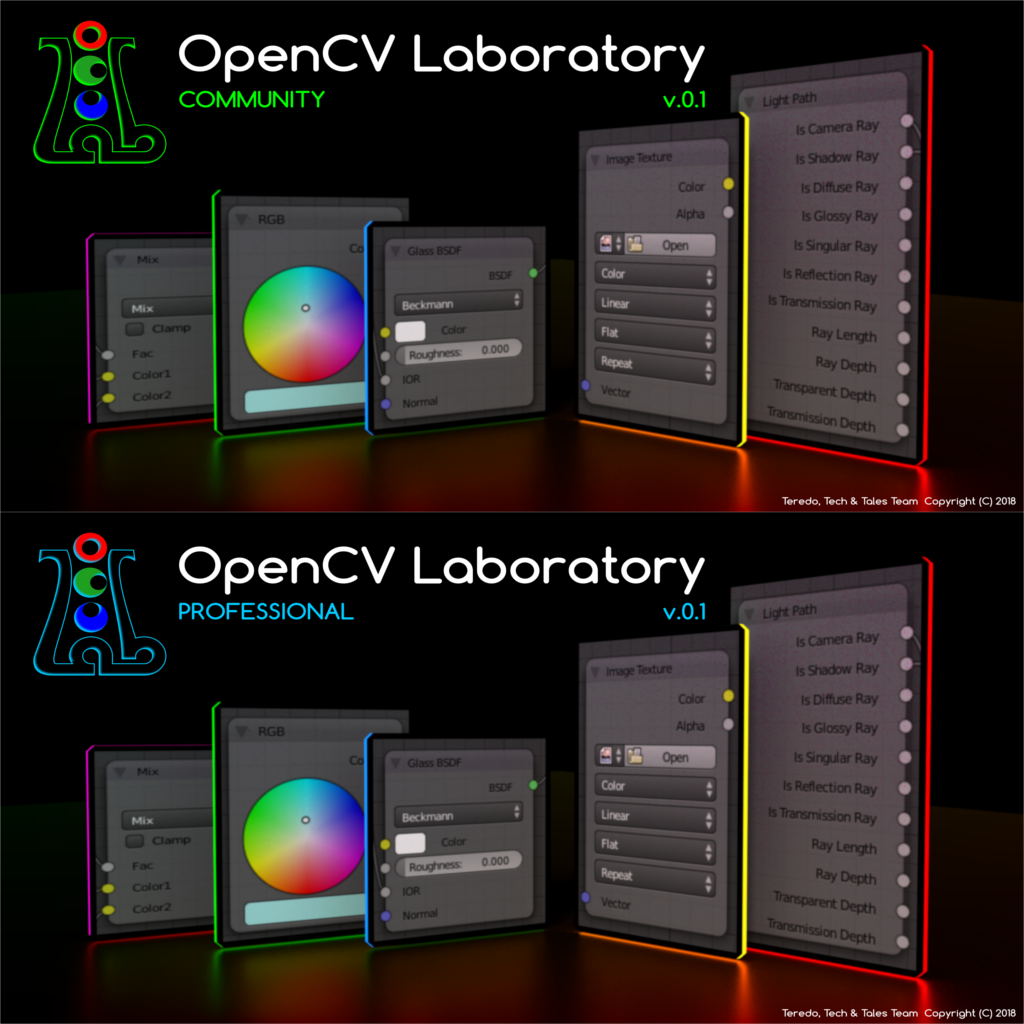 OpenCV Laboratory
COMMUNITY
v.0.1
Mix
Mix
Clamp
Fac
Color1
Color2
RGB
Co
Glass BSDF
BSDF
Beckmann
Color
Roughness: 0.000
IOR
Normal
Image Texture
Color
Alpha
Open
Color
Linear
Flat
Repeat
Vector
Light Path
Is Camera Ray
Is Shadow Ray
Is Diffuse Ray
Is Glossy Ray
Is Singular Ray
Is Reflection Ray
Is Transmission Ray
Ray Length
Ray Depth
Transparent Depth
Transmission Depth
Teredo, Tech & Tales Team Copyright (C) 2018
OpenCV Laboratory
PROFESSIONAL
v.0.1
Mix
Mix
Clamp
Fac
Color1
Color2
RGB
Co
Glass BSDF
BSDF
Beckmann
Color
Roughness: 0.000
IOR
Normal
Image Texture
Color
Alpha
Open
Color
Linear
Flat
Repeat
Vector
Light Path
Is Camera Ray
Is Shadow Ray
Is Diffuse Ray
Is Glossy Ray
Is Singular Ray
Is Reflection Ray
Is Transmission Ray
Ray Length
Ray Depth
Transparent Depth
Transmission Depth
Teredo, Tech & Tales Team Copyright (C) 2018